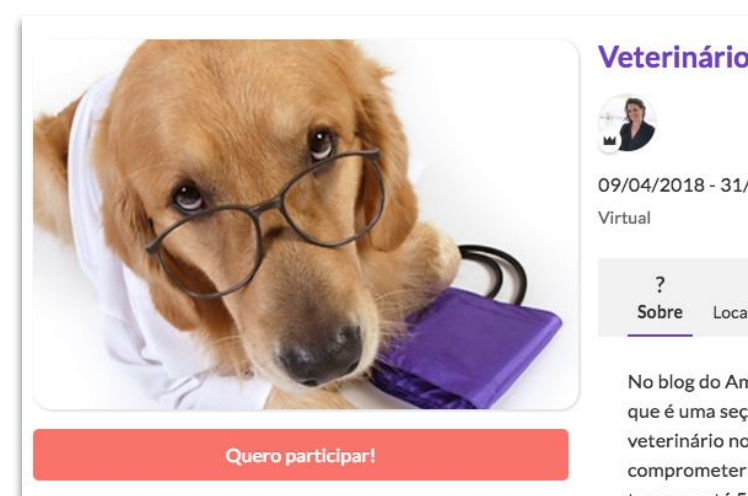 Quero participar!
Veterinário
09/04/2018 - 31/
Virtual
?
Sobre Loca
No blog do Am
que é uma seç
veterinário no
comprometer